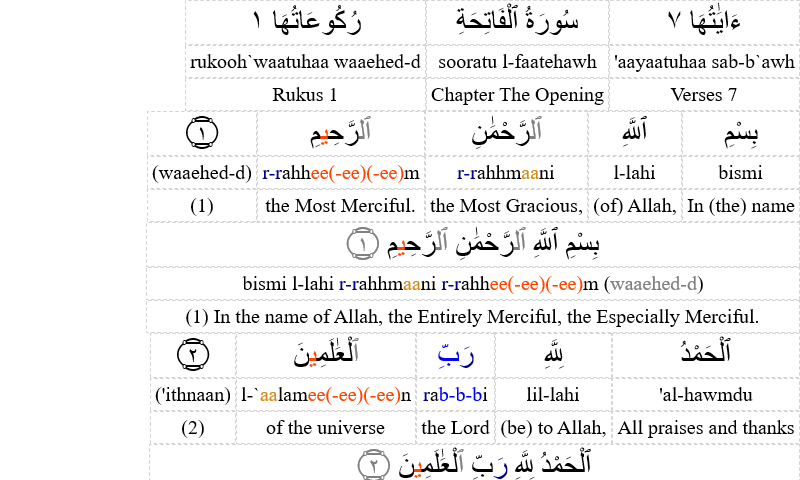 ءَايَٰتُهَا ٧ سُورَةُ ٱلْفَاتِحَةِ رُكُوعَاتُهَا ١
rukooh`waatuhaa waaehed-d sooratu l-faatehawh 'aayaatuhaa sab-b`awh
Rukus 1 Chapter The Opening Verses 7
بِسْمِ ٱللَّهِ ٱلرَّحْمَٰنِ ٱلرَّحِيمِ ١
(waaehed-d) r-rahhee(-ee)(-ee)m r-rahhmaani l-lahi bismi
(1) the Most Merciful. the Most Gracious, (of) Allah, In (the) name
بِسْمِ ٱللَّهِ ٱلرَّحْمَٰنِ ٱلرَّحِيمِ ١
bismi l-lahi r-rahhmaani r-rahhee(-ee)(-ee)m (waaehed-d)
(1) In the name of Allah, the Entirely Merciful, the Especially Merciful.
ٱلْحَمْدُ لِلَّهِ رَبِّ ٱلْعَٰلَمِينَ ٢
('ithnaan) l-`aalamee(-ee)(-ee)n rab-b-bi lil-lahi 'al-hawmdu
(2) of the universe the Lord (be) to Allah, All praises and thanks
ٱلْحَمْدُ لِلَّهِ رَبِّ ٱلْعَٰلَمِينَ ٢